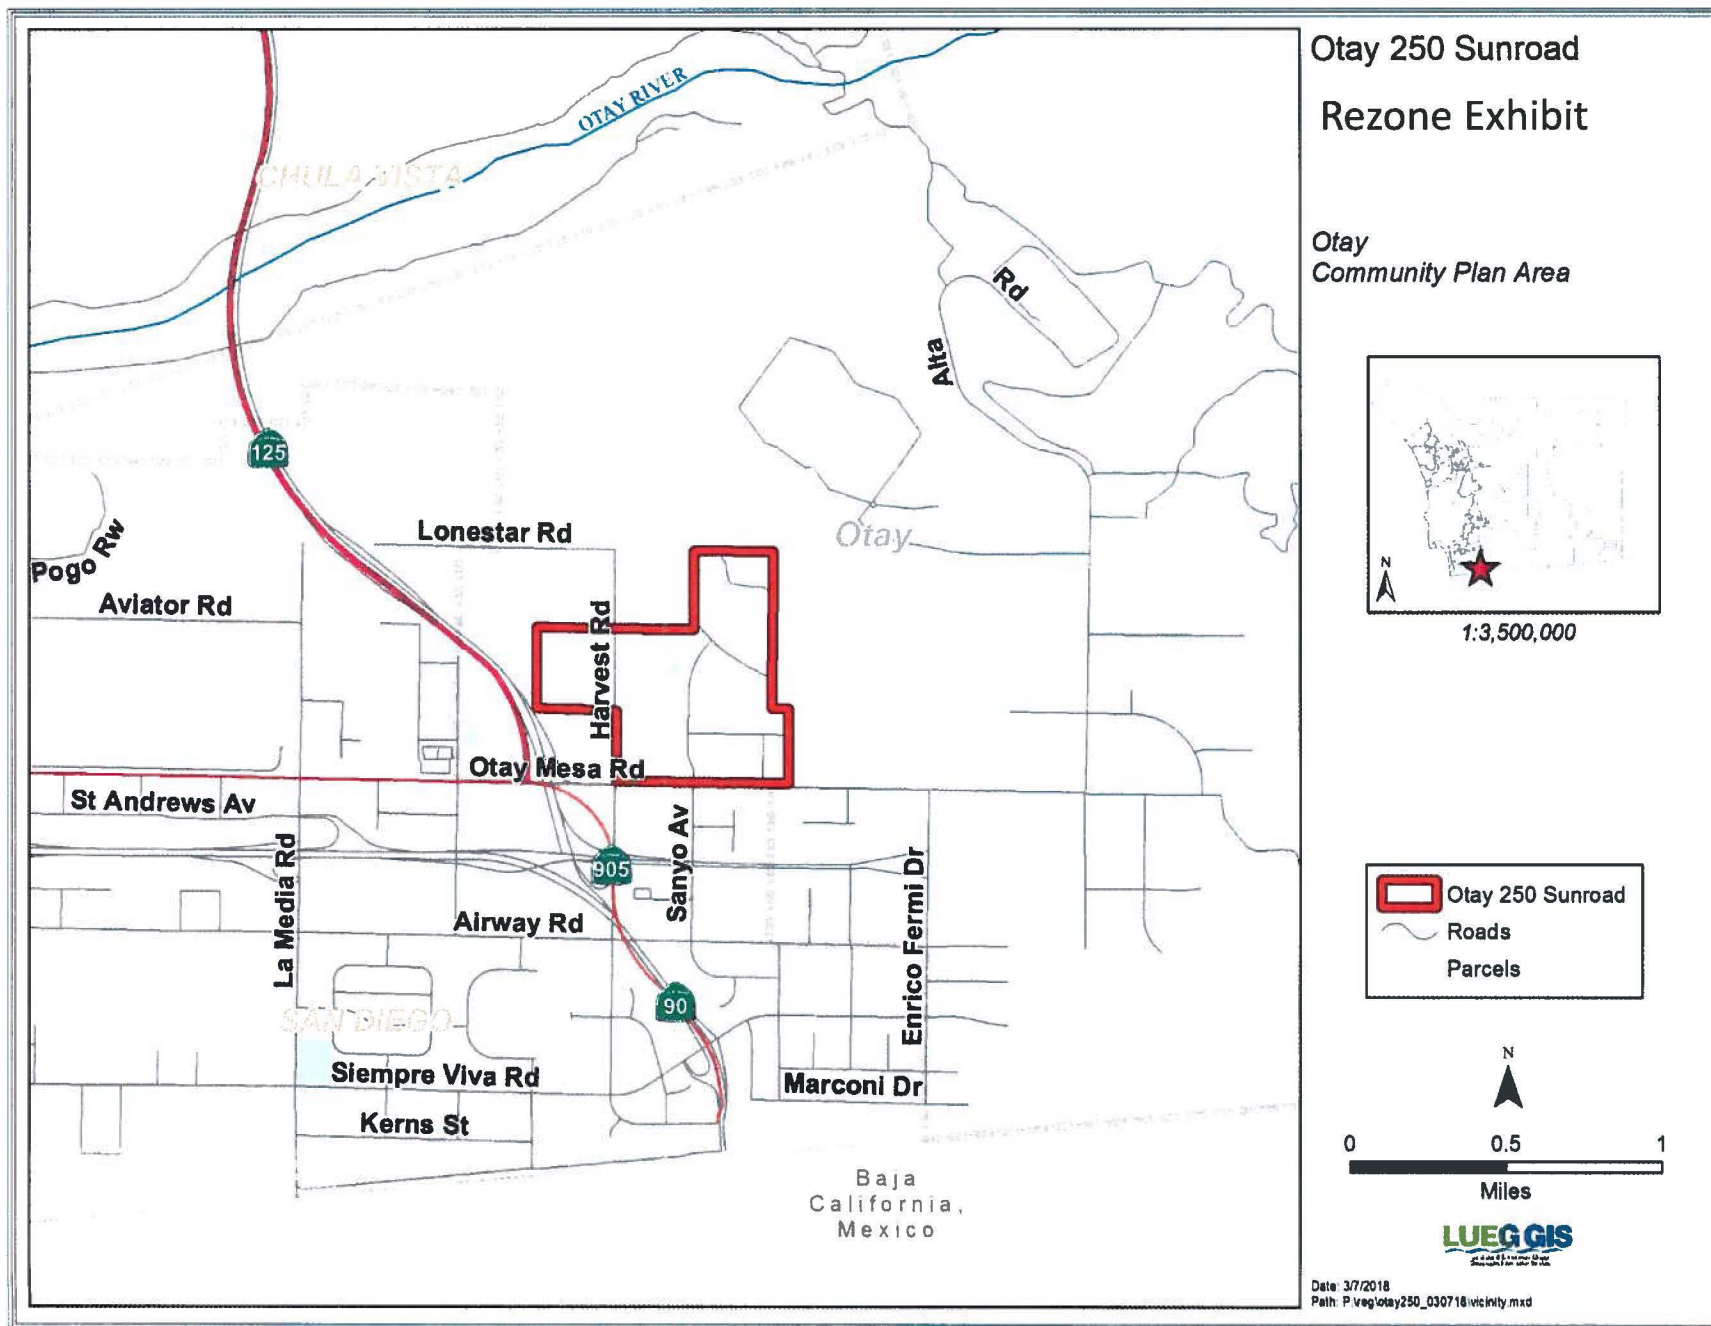 Otay 250 Sunroad
Rezone Exhibit
Otay
Community Plan Area
OTAY RIVER
CHULA VISTA
Rd
Alta
125
Lonestar Rd
Otay
Pogo Rw
Aviator Rd
Harvest Rd
Otay Mesa Rd
St Andrews Av
La Media Rd
905
Sanyo Av
Enrico Fermi Dr
Airway Rd
90
SAN DIEGO
Siempre Viva Rd
Marconi Dr
Kerns St
Baja
California,
Mexico
N
1:3,500,000
Otay 250 Sunroad
Roads
Parcels
N
0 0.5 1
Miles
LUEG GIS
Date: 3/7/2018
Path: P:\veg\otay250_030718\vicinity.mxd